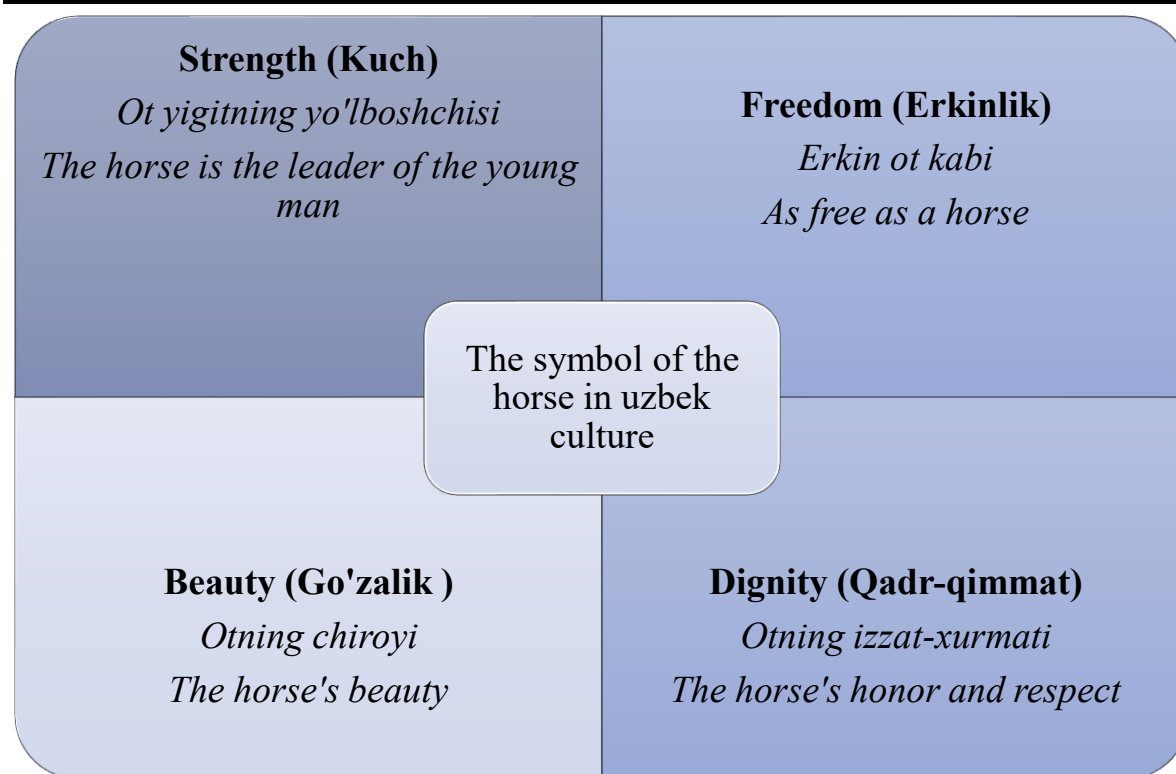 Strength (Kuch)
Ot yigitning yo'lboshchisi
The horse is the leader of the young
man
Freedom (Erkinlik)
Erkin ot kabi
As free as a horse
The symbol of the
horse in uzbek
culture
Beauty (Go'zalik )
Otning chiroyi
The horse's beauty
Dignity (Qadr-qimmat)
Otning izzat-xurmati
The horse's honor and respect